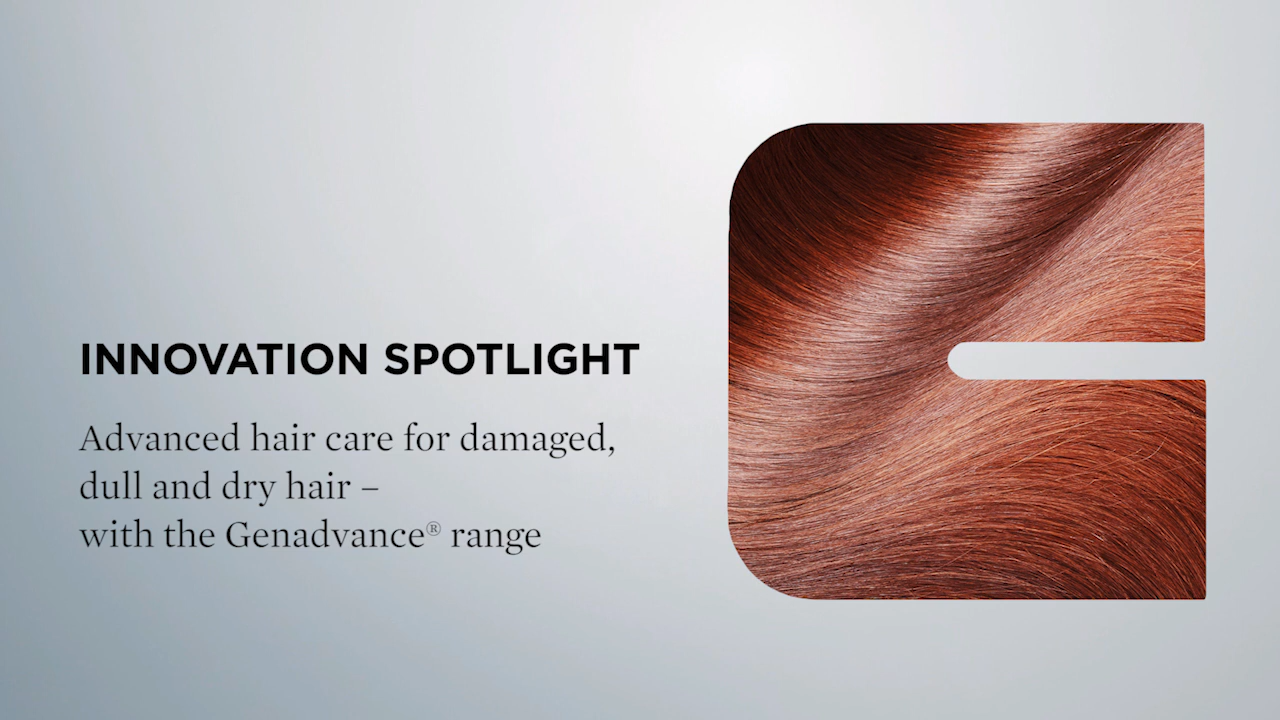 INNOVATION SPOTLIGHT
Advanced hair care for damaged,
dull and dry hair –
with the Genadvance® range